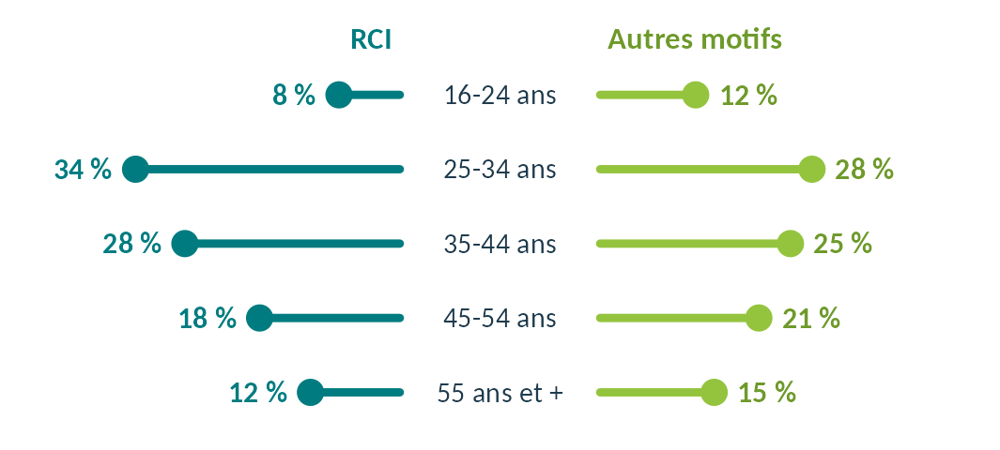 RCI Autres motifs
8 % 16-24 ans 12 %
34 % 25-34 ans 28 %
28 % 35-44 ans 25 %
18 % 45-54 ans 21 %
12 % 55 ans et + 15 %